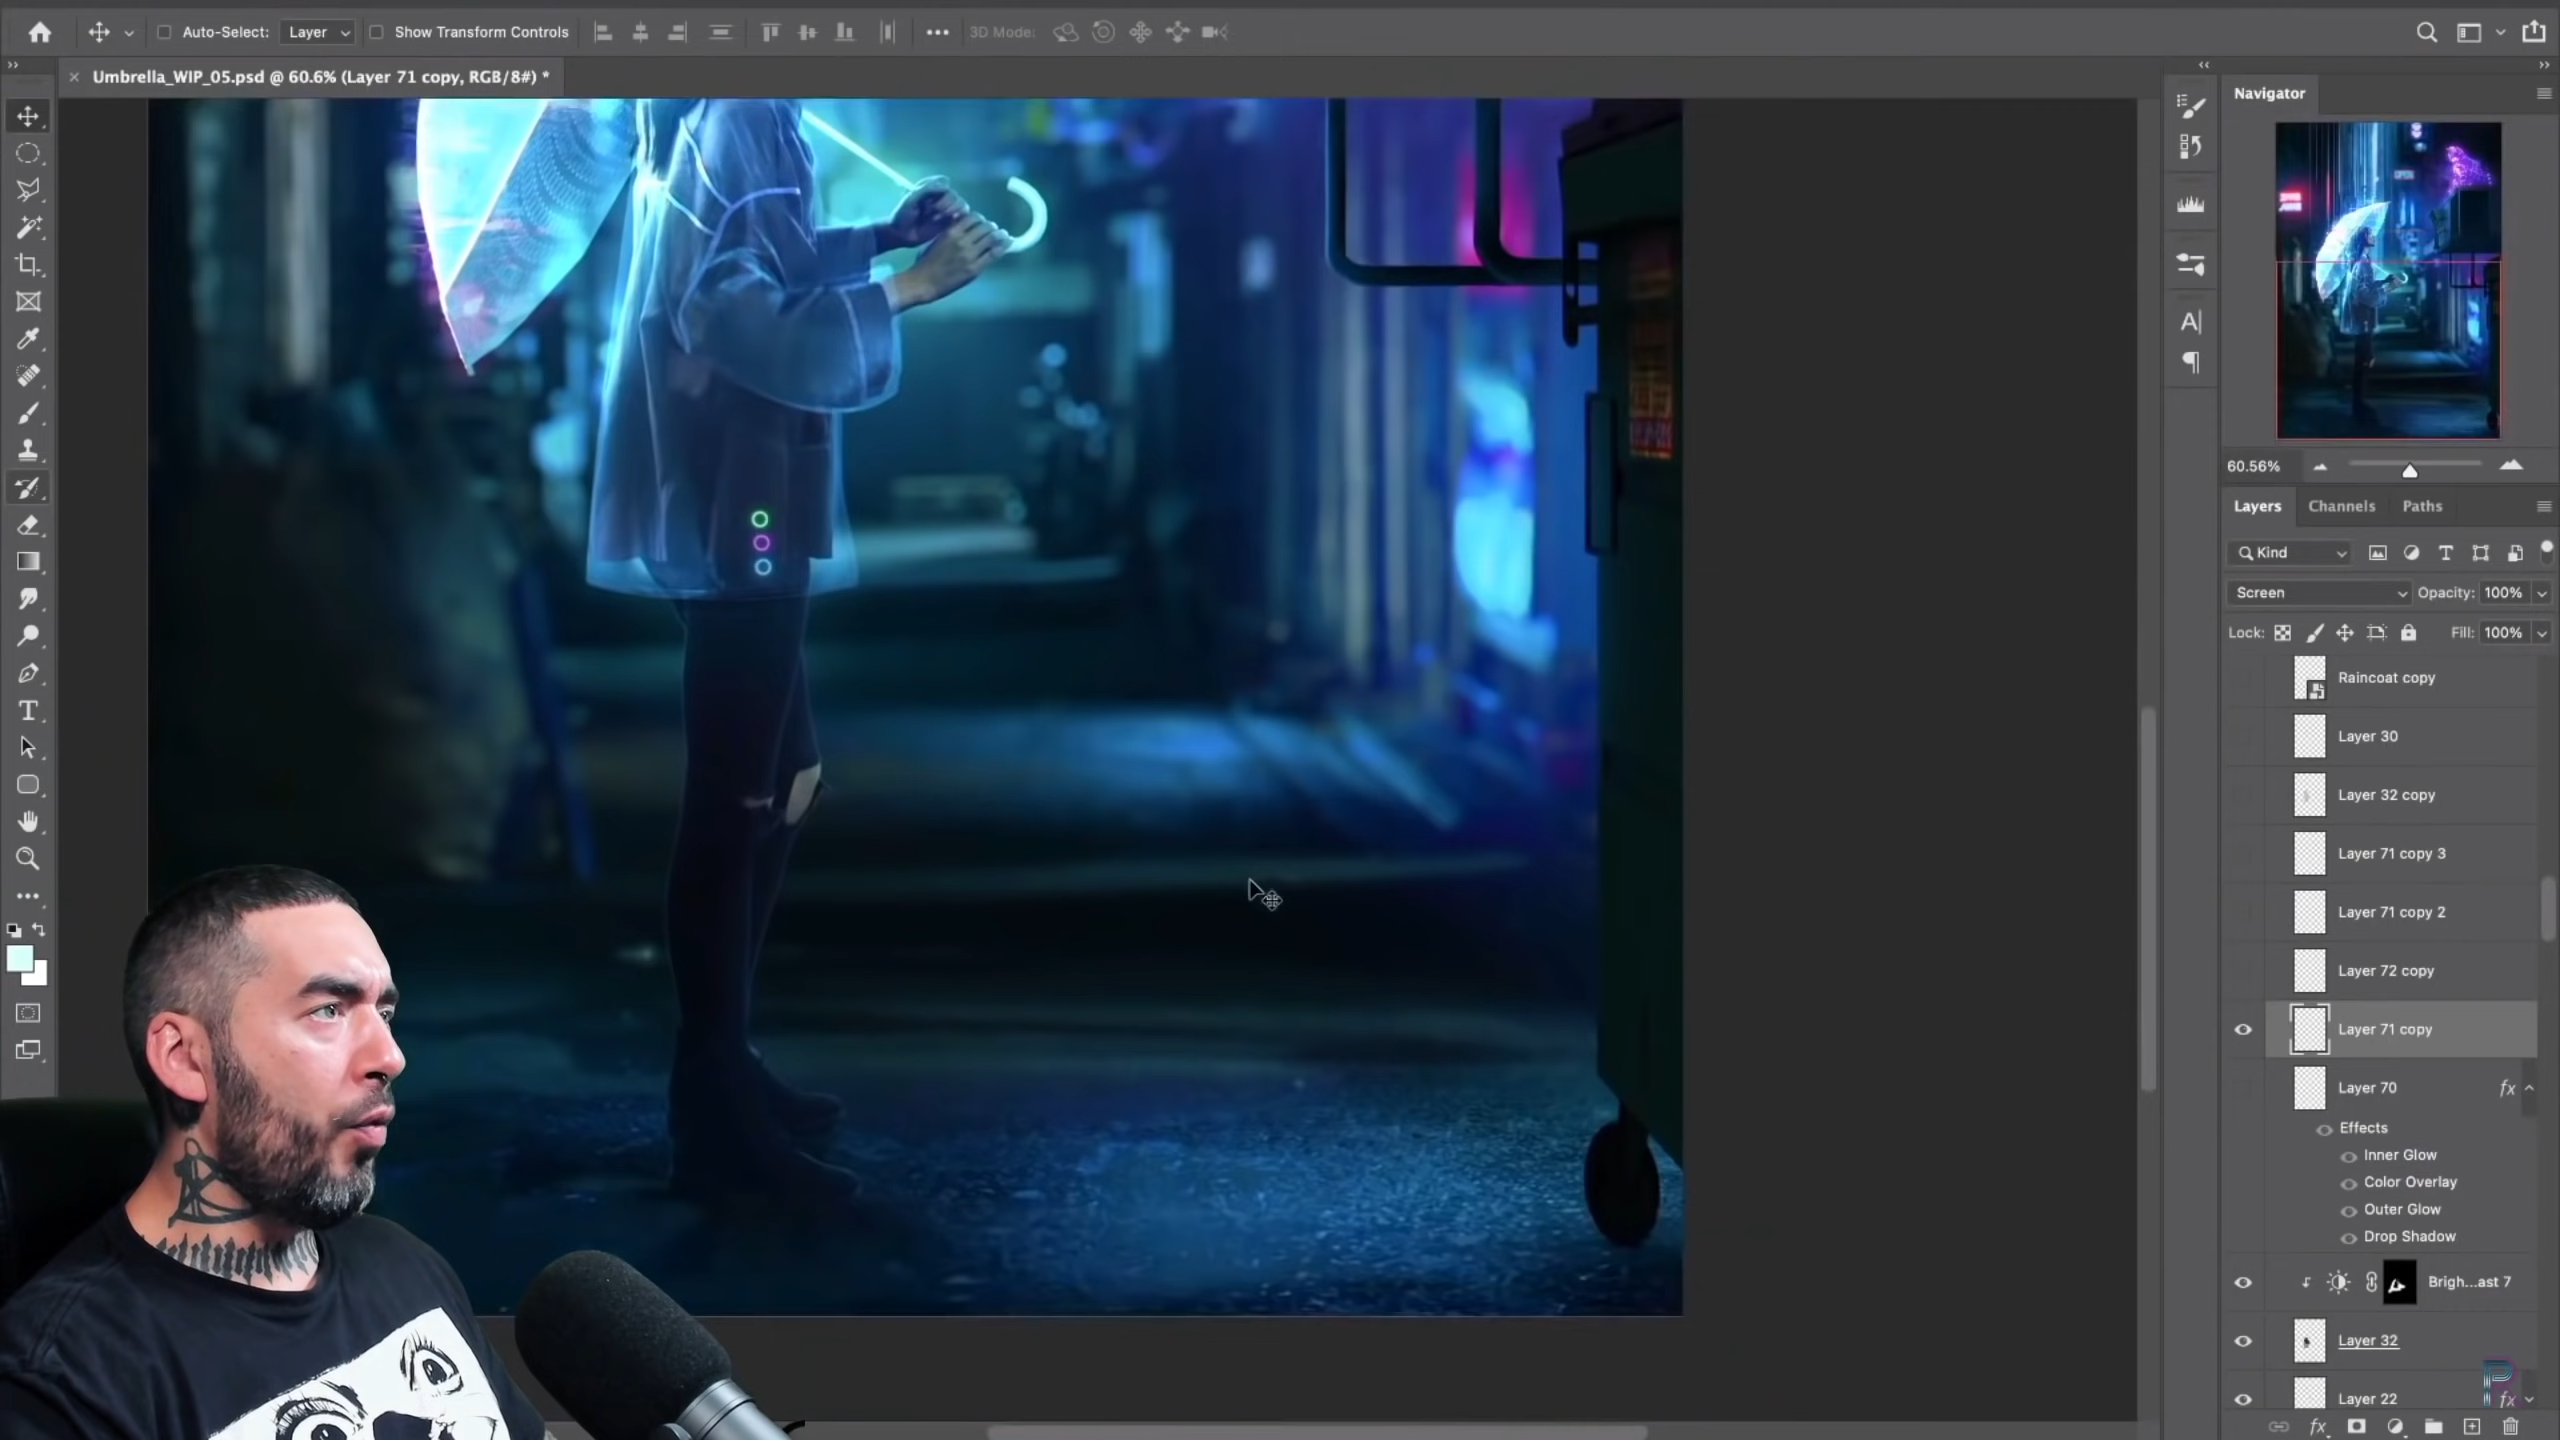 Auto-Select:
Layer
Show Transform Controls
3D Mode:
Umbrella_WIP_05.psd @ 60.6% (Layer 71 copy, RGB/8#) *
Navigator
60.56%
Layers
Channels
Paths
Kind
Screen
Opacity: 100%
Lock:
Fill: 100%
Raincoat copy
Layer 30
Layer 32 copy
Layer 71 copy 3
Layer 71 copy 2
Layer 72 copy
Layer 71 copy
Layer 70
fx
Effects
Inner Glow
Color Overlay
Outer Glow
Drop Shadow
Brigh...ast 7
Layer 32
Layer 22
fx
fx